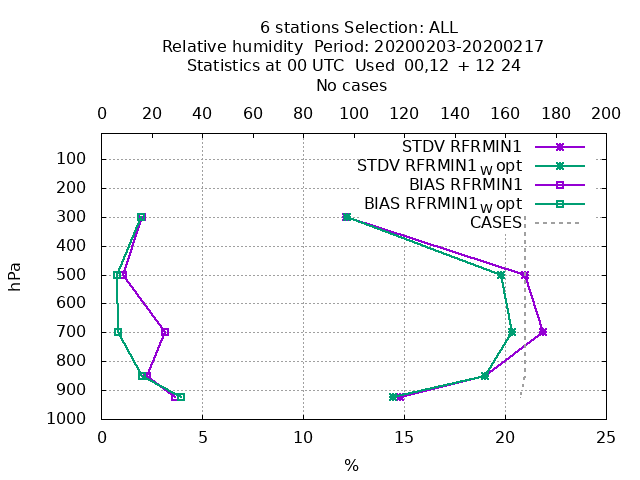 6 stations Selection: ALL
Relative humidity  Period: 20200203-20200217
Statistics at 00 UTC  Used  00,12  + 12 24
No cases
0 20 40 60 80 100 120 140 160 180 200
STDV RFRMIN1
STDV RFRMIN1W opt
BIAS RFRMIN1
BIAS RFRMIN1W opt
CASES
hPa
100
200
300
400
500
600
700
800
900
1000
0 5 10 15 20 25
%